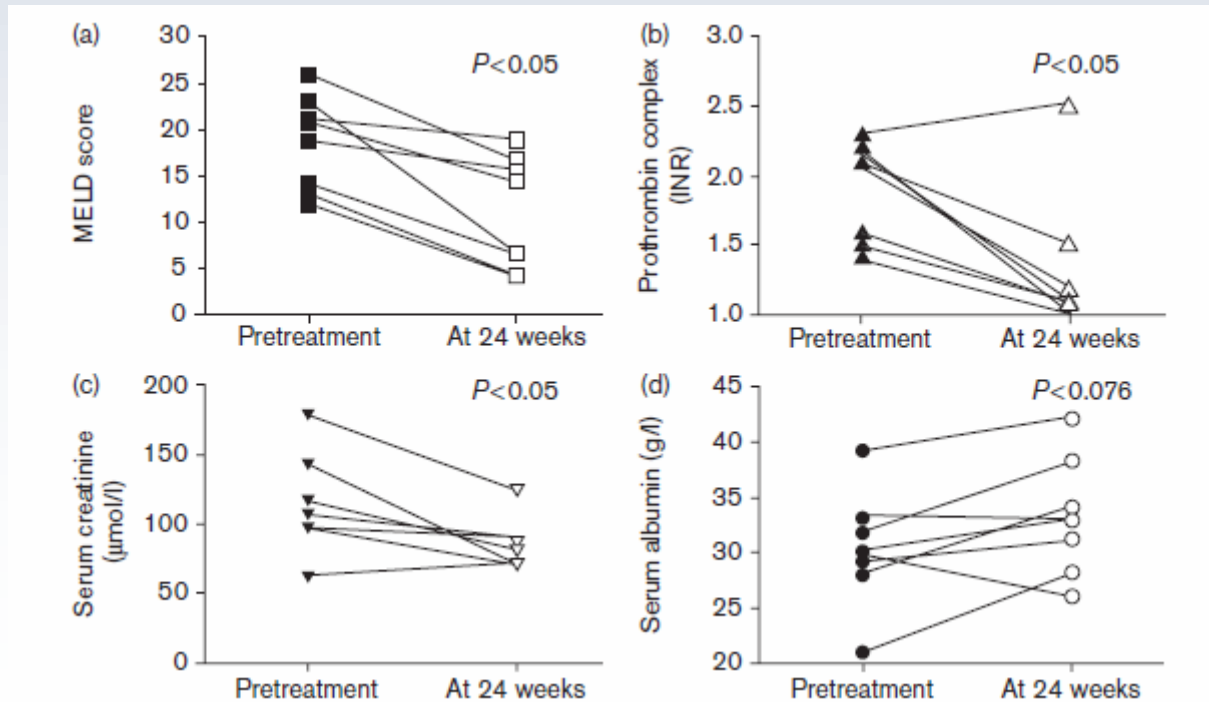 (a)
MELD score
30
25
20
15
10
5
0
P<0.05
Pretreatment
At 24 weeks
(b)
Prothrombin complex
(INR)
3.0
2.5
2.0
1.5
1.0
P<0.05
Pretreatment
At 24 weeks
(c)
Serum creatinine
(µmol/l)
200
150
100
50
0
P<0.05
Pretreatment
At 24 weeks
(d)
Serum albumin (g/l)
45
40
35
30
25
20
P<0.076
Pretreatment
At 24 weeks